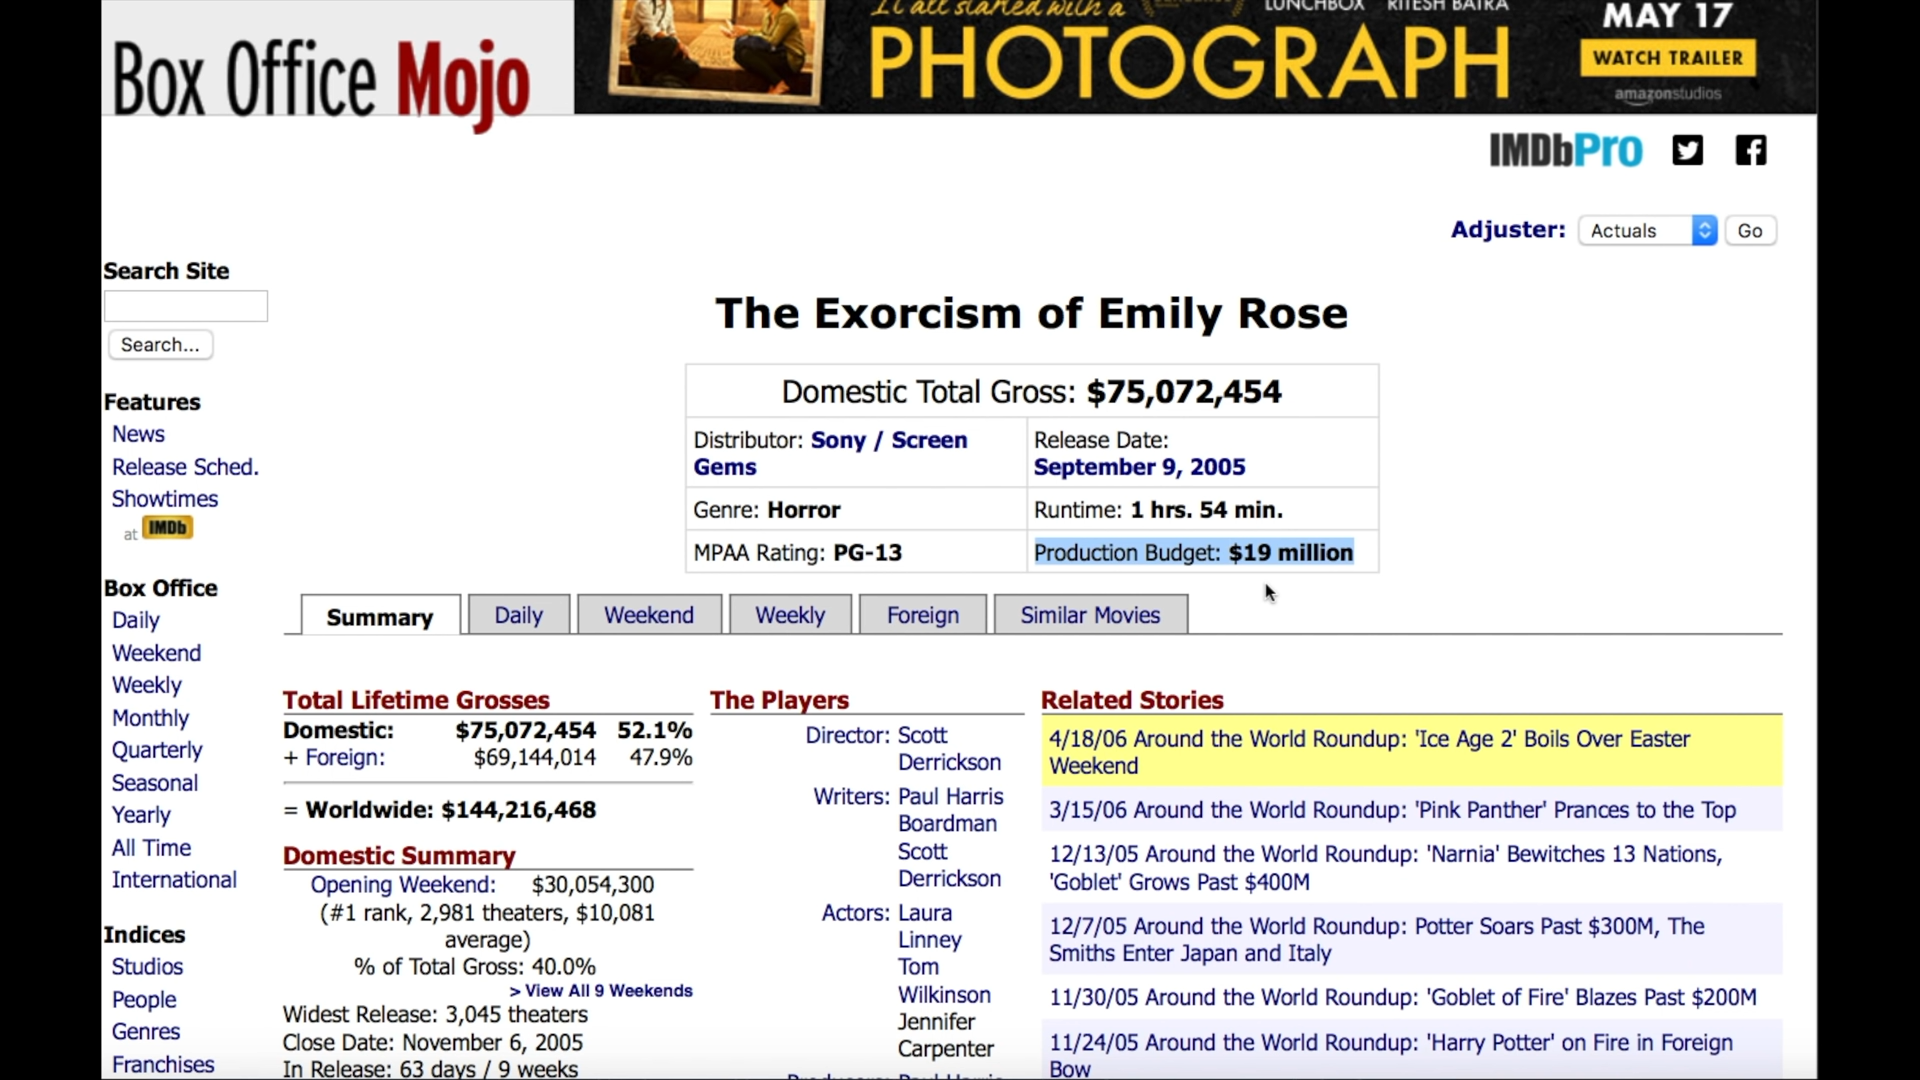 It all started with a
LUNCHBOX RITESH BATRA
PHOTOGRAPH
MAY 17
WATCH TRAILER
amazonstudios
Box Office Mojo
IMDbPro
Adjuster: Actuals Go
Search Site
Search...
Features
News
Release Sched.
Showtimes
at IMDb
Box Office
Daily
Weekend
Weekly
Monthly
Quarterly
Seasonal
Yearly
All Time
International
Indices
Studios
People
Genres
Franchises
The Exorcism of Emily Rose
Domestic Total Gross: $75,072,454
Distributor: Sony / Screen
Gems
Release Date:
September 9, 2005
Genre: Horror
Runtime: 1 hrs. 54 min.
MPAA Rating: PG-13
Production Budget: $19 million
Summary
Daily
Weekend
Weekly
Foreign
Similar Movies
Total Lifetime Grosses
Domestic: $75,072,454 52.1%
+ Foreign: $69,144,014 47.9%
= Worldwide: $144,216,468
Domestic Summary
Opening Weekend: $30,054,300
(#1 rank, 2,981 theaters, $10,081
average)
% of Total Gross: 40.0%
> View All 9 Weekends
Widest Release: 3,045 theaters
Close Date: November 6, 2005
In Release: 63 days / 9 weeks
The Players
Director: Scott
Derrickson
Writers: Paul Harris
Boardman
Scott
Derrickson
Actors: Laura
Linney
Tom
Wilkinson
Jennifer
Carpenter
Related Stories
4/18/06 Around the World Roundup: 'Ice Age 2' Boils Over Easter
Weekend
3/15/06 Around the World Roundup: 'Pink Panther' Prances to the Top
12/13/05 Around the World Roundup: 'Narnia' Bewitches 13 Nations,
'Goblet' Grows Past $400M
12/7/05 Around the World Roundup: Potter Soars Past $300M, The
Smiths Enter Japan and Italy
11/30/05 Around the World Roundup: 'Goblet of Fire' Blazes Past $200M
11/24/05 Around the World Roundup: 'Harry Potter' on Fire in Foreign
Bow